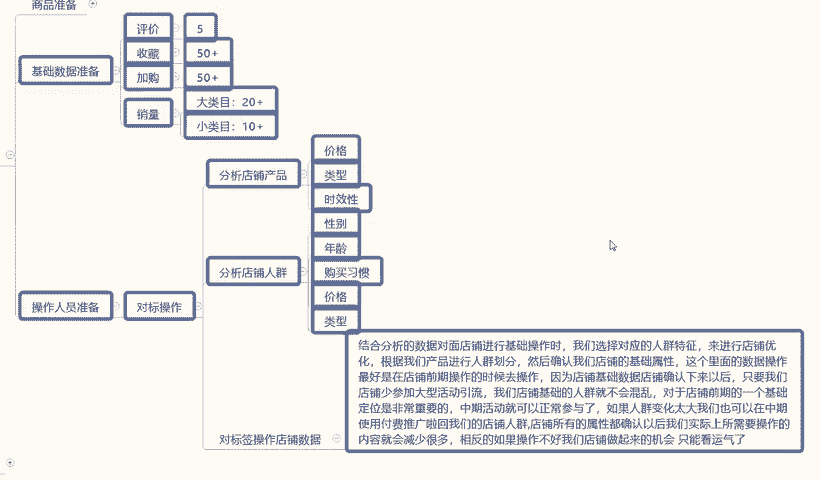 商品准备
评价
5
收藏
50+
基础数据准备
加购
50+
销量
大类目：20+
小类目：10+
价格
分析店铺产品
类型
时效性
性别
年龄
分析店铺人群
购买习惯
价格
类型
操作人员准备
对标操作
结合分析的数据对面店铺进行基础操作时，我们选择对应的人群特征，来进行店铺优
化，根据我们产品进行人群划分，然后确认我们店铺的基础属性，这个里面的数据操作
最好是在店铺前期操作的时候去操作，因为店铺基础数据店铺确认下来以后，只要我们
店铺少参加大型活动引流，我们店铺基础的人群就不会混乱，对于店铺前期的一个基础
定位是非常重要的，中期活动就可以正常参与了，如果人群变化太大我们也可以在中期
使用付费推广啦回我们的店铺人群,店铺所有的属性都确认以后我们实际上所需要操作的
内容就会减少很多，相反的如果操作不好我们店铺做起来的机会 只能看运气了
对标签操作店铺数据